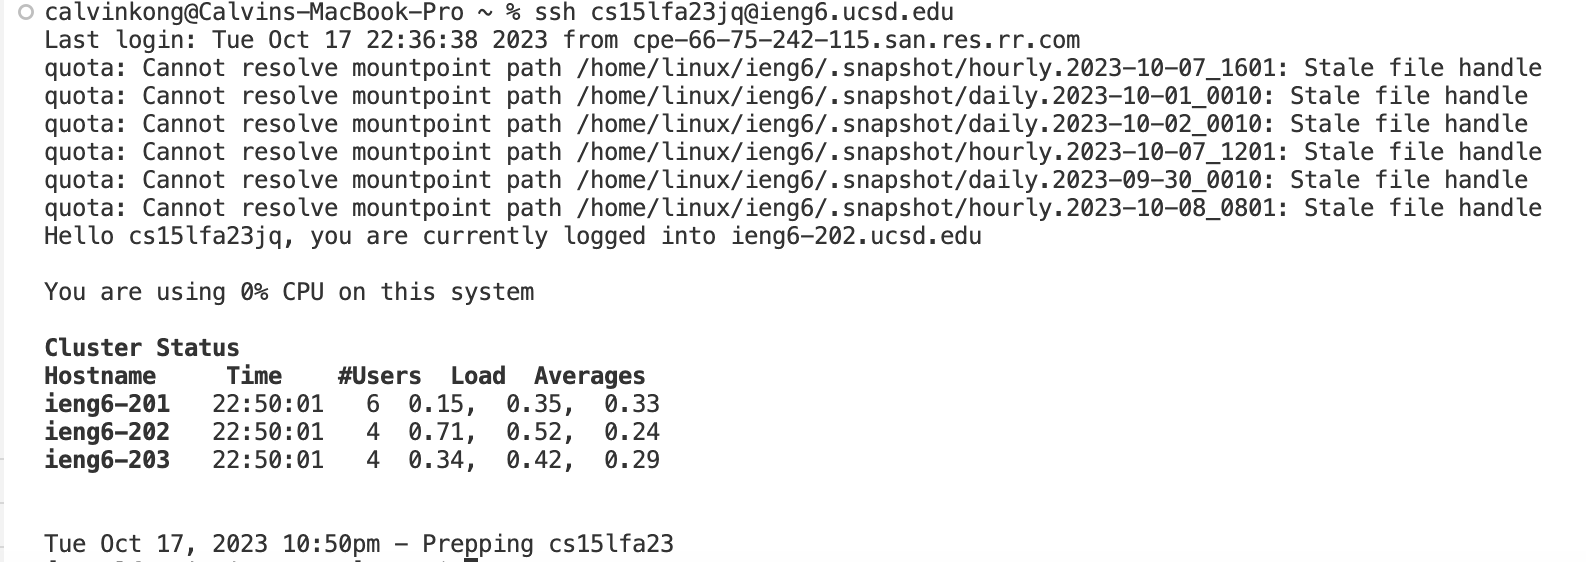 calvinkong@Calvins-MacBook-Pro ~ % ssh cs15lfa23jq@ieng6.ucsd.edu
Last login: Tue Oct 17 22:36:38 2023 from cpe-66-75-242-115.san.res.rr.com
quota: Cannot resolve mountpoint path /home/linux/ieng6/.snapshot/hourly.2023-10-07_1601: Stale file handle
quota: Cannot resolve mountpoint path /home/linux/ieng6/.snapshot/daily.2023-10-01_0010: Stale file handle
quota: Cannot resolve mountpoint path /home/linux/ieng6/.snapshot/daily.2023-10-02_0010: Stale file handle
quota: Cannot resolve mountpoint path /home/linux/ieng6/.snapshot/hourly.2023-10-07_1201: Stale file handle
quota: Cannot resolve mountpoint path /home/linux/ieng6/.snapshot/daily.2023-09-30_0010: Stale file handle
quota: Cannot resolve mountpoint path /home/linux/ieng6/.snapshot/hourly.2023-10-08_0801: Stale file handle
Hello cs15lfa23jq, you are currently logged into ieng6-202.ucsd.edu
You are using 0% CPU on this system
Cluster Status
Hostname     Time    #Users  Load  Averages
ieng6-201   22:50:01   6  0.15,  0.35,  0.33
ieng6-202   22:50:01   4  0.71,  0.52,  0.24
ieng6-203   22:50:01   4  0.34,  0.42,  0.29
Tue Oct 17, 2023 10:50pm - Prepping cs15lfa23